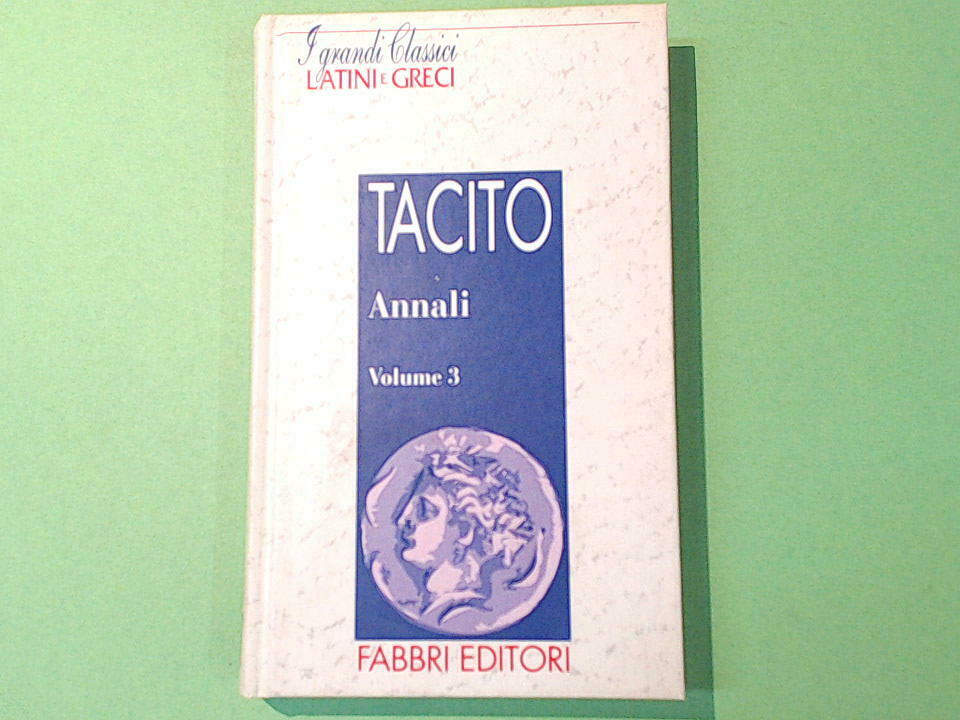 I grandi Classici
LATINI E GRECI
TACITO
Annali
Volume 3
FABBRI EDITORI